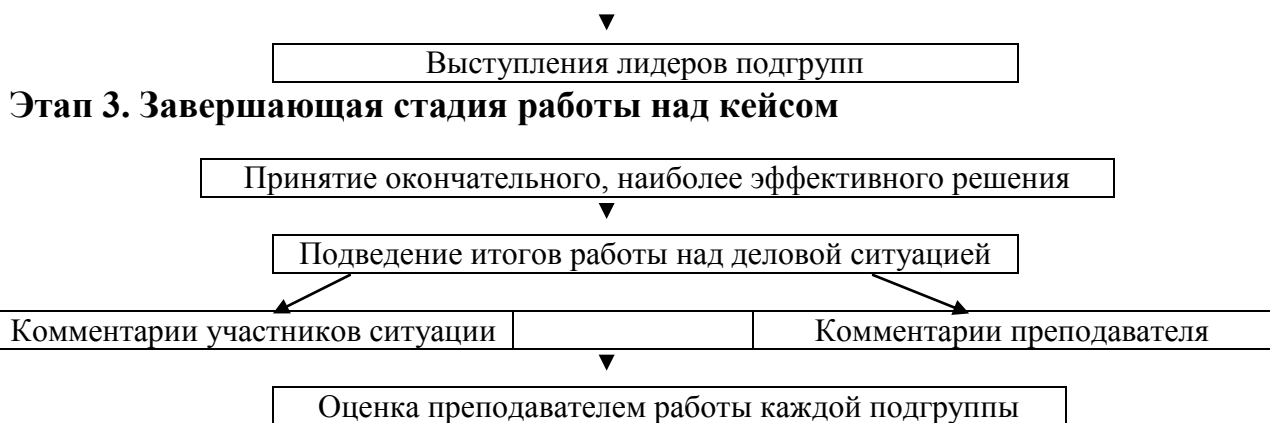 Выступления лидеров подгрупп
Этап 3. Завершающая стадия работы над кейсом
Принятие окончательного, наиболее эффективного решения
Подведение итогов работы над деловой ситуацией
Комментарии участников ситуации
Комментарии преподавателя
Оценка преподавателем работы каждой подгруппы